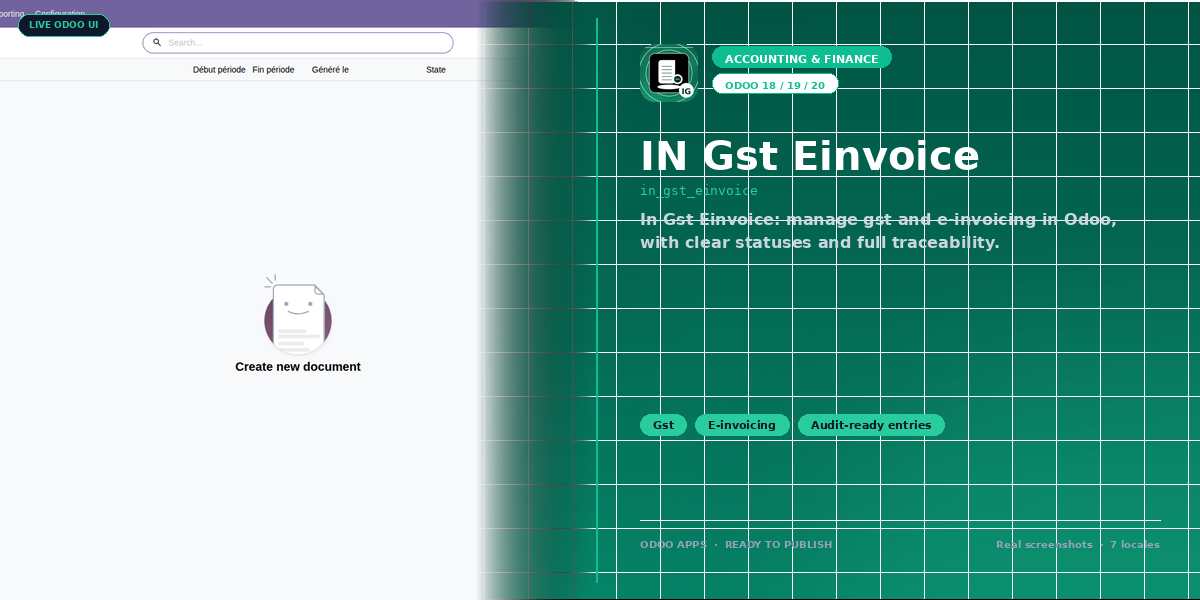 porting Configuration
LIVE ODOO UI
Search...
Début période Fin période Généré le State
Create new document
IG
ACCOUNTING & FINANCE
ODOO 18 / 19 / 20
IN Gst Einvoice
in_gst_einvoice
In Gst Einvoice: manage gst and e-invoicing in Odoo,
with clear statuses and full traceability.
Gst E-invoicing Audit-ready entries
ODOO APPS · READY TO PUBLISH
Real screenshots · 7 locales